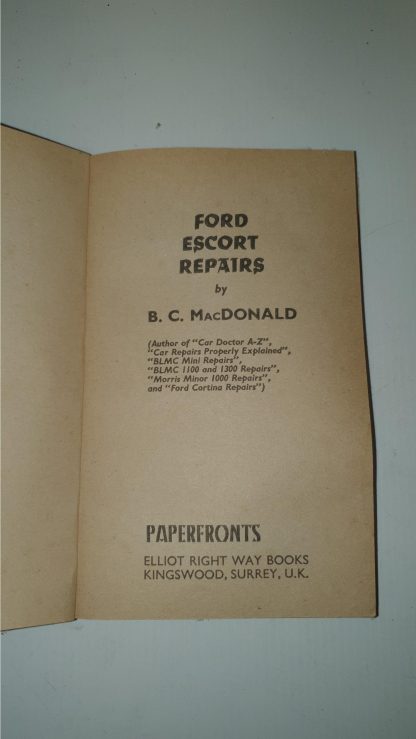 FORD
ESCORT
REPAIRS
by
B. C. MacDONALD
(Author of "Car Doctor A-Z",
"Car Repairs Properly Explained",
"BLMC Mini Repairs",
"BLMC 1100 and 1300 Repairs",
"Morris Minor 1000 Repairs",
and "Ford Cortina Repairs")
PAPERFRONTS
ELLIOT RIGHT WAY BOOKS
KINGSWOOD, SURREY, U.K.